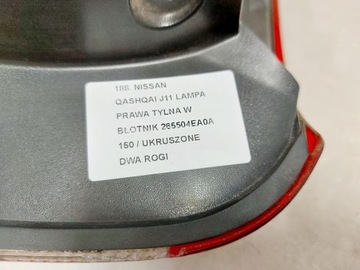 186. NISSAN
QASHQAI J11 LAMPA
PRAWA TYLNA W
BŁOTNIK 265504EA0A
150 / UKRUSZONE
DWA ROGI